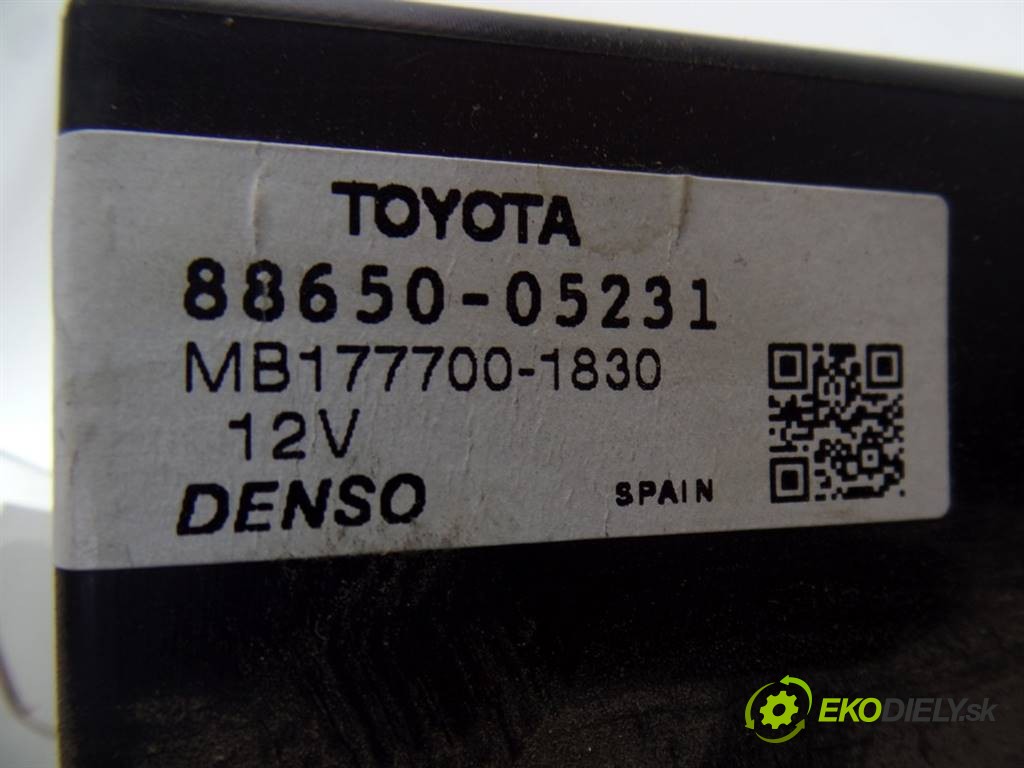 TOYOTA
88650-05231
MB177700-1830
12V
DENSO SPAIN
EKODIELY.sk